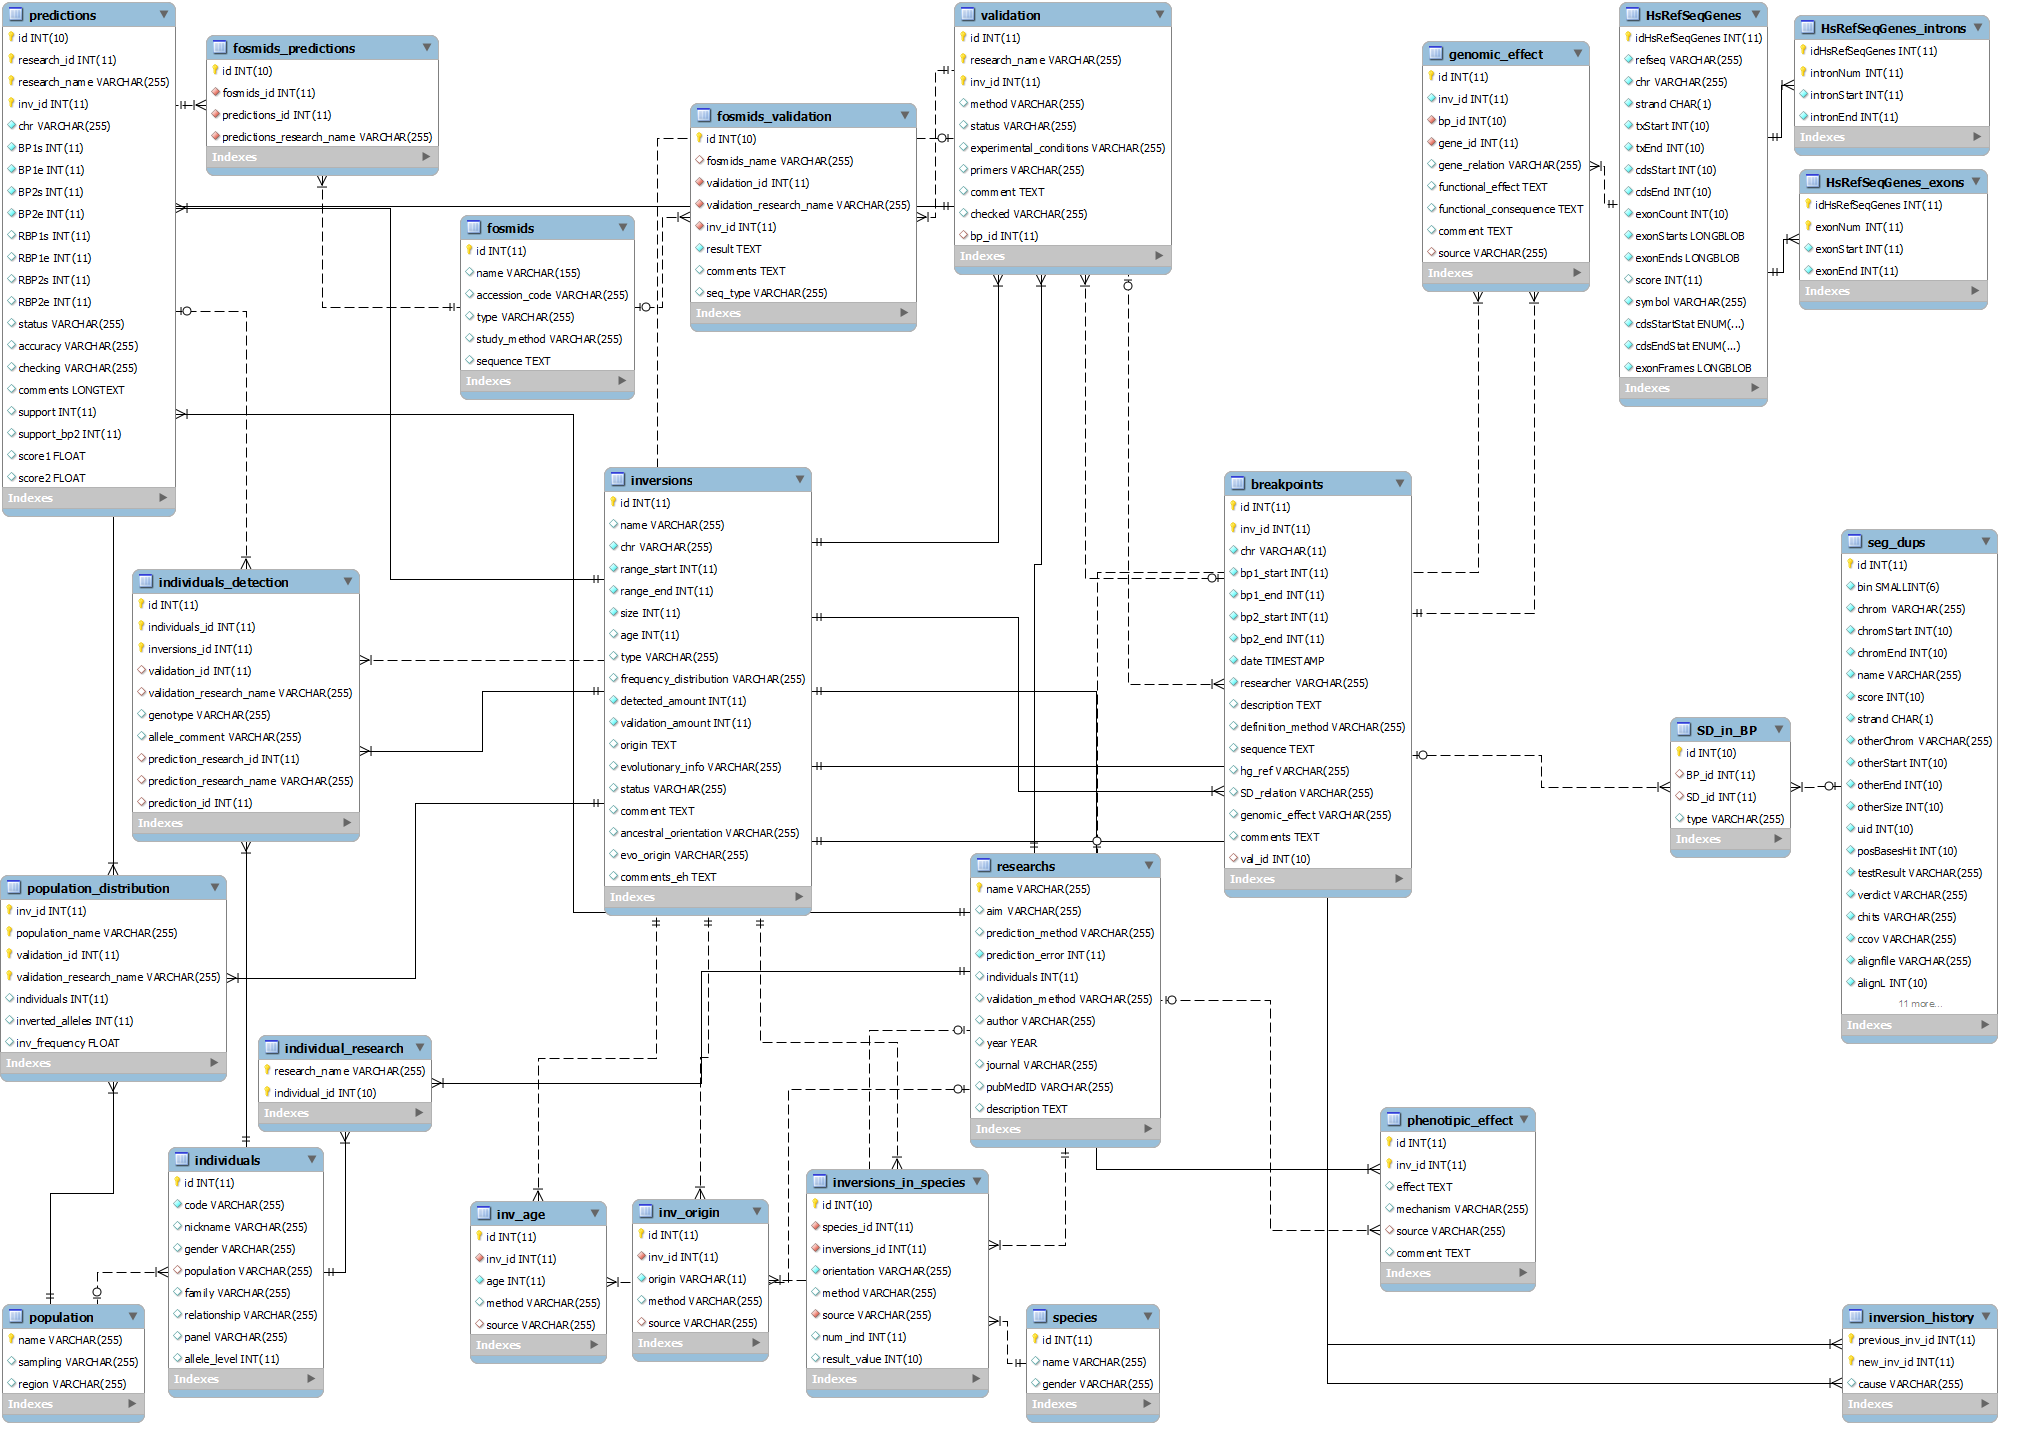 predictions
id INT(10)
research_id INT(11)
research_name VARCHAR(255)
inv_id INT(11)
chr VARCHAR(255)
BP1s INT(11)
BP1e INT(11)
BP2s INT(11)
BP2e INT(11)
RBP1s INT(11)
RBP1e INT(11)
RBP2s INT(11)
RBP2e INT(11)
status VARCHAR(255)
accuracy VARCHAR(255)
checking VARCHAR(255)
comments LONGTEXT
support INT(11)
support_bp2 INT(11)
score1 FLOAT
score2 FLOAT
Indexes
fosmids_predictions
id INT(10)
fosmids_id INT(11)
predictions_id INT(11)
predictions_research_name VARCHAR(255)
Indexes
fosmids
id INT(11)
name VARCHAR(155)
accession_code VARCHAR(255)
type VARCHAR(255)
study_method VARCHAR(255)
sequence TEXT
Indexes
fosmids_validation
id INT(10)
fosmids_name VARCHAR(255)
validation_id INT(11)
validation_research_name VARCHAR(255)
inv_id INT(11)
result TEXT
comments TEXT
seq_type VARCHAR(255)
Indexes
validation
id INT(11)
research_name VARCHAR(255)
inv_id INT(11)
method VARCHAR(255)
status VARCHAR(255)
experimental_conditions VARCHAR(255)
primers VARCHAR(255)
comment TEXT
checked VARCHAR(255)
bp_id INT(11)
Indexes
genomic_effect
id INT(11)
inv_id INT(11)
bp_id INT(10)
gene_id INT(11)
gene_relation VARCHAR(255)
functional_effect TEXT
functional_consequence TEXT
comment TEXT
source VARCHAR(255)
Indexes
HsRefSeqGenes
idHsRefSeqGenes INT(11)
refseq VARCHAR(255)
chr VARCHAR(255)
strand CHAR(1)
txStart INT(10)
txEnd INT(10)
cdsStart INT(10)
cdsEnd INT(10)
exonCount INT(10)
exonStarts LONGBLOB
exonEnds LONGBLOB
score INT(11)
symbol VARCHAR(255)
cdsStartStat ENUM(...)
cdsEndStat ENUM(...)
exonFrames LONGBLOB
Indexes
HsRefSeqGenes_introns
idHsRefSeqGenes INT(11)
intronNum INT(11)
intronStart INT(11)
intronEnd INT(11)
Indexes
HsRefSeqGenes_exons
idHsRefSeqGenes INT(11)
exonNum INT(11)
exonStart INT(11)
exonEnd INT(11)
Indexes
individuals_detection
id INT(11)
individuals_id INT(11)
inversions_id INT(11)
validation_id INT(11)
validation_research_name VARCHAR(255)
genotype VARCHAR(255)
allele_comment VARCHAR(255)
prediction_research_id INT(11)
prediction_research_name VARCHAR(255)
prediction_id INT(11)
Indexes
inversions
id INT(11)
name VARCHAR(255)
chr VARCHAR(255)
range_start INT(11)
range_end INT(11)
size INT(11)
age INT(11)
type VARCHAR(255)
frequency_distribution VARCHAR(255)
detected_amount INT(11)
validation_amount INT(11)
origin TEXT
evolutionary_info VARCHAR(255)
status VARCHAR(255)
comment TEXT
ancestral_orientation VARCHAR(255)
evo_origin VARCHAR(255)
comments_eh TEXT
Indexes
breakpoints
id INT(11)
inv_id INT(11)
chr VARCHAR(11)
bp1_start INT(11)
bp1_end INT(11)
bp2_start INT(11)
bp2_end INT(11)
date TIMESTAMP
researcher VARCHAR(255)
description TEXT
definition_method VARCHAR(255)
sequence TEXT
hg_ref VARCHAR(255)
SD_relation VARCHAR(255)
genomic_effect VARCHAR(255)
comments TEXT
val_id INT(10)
Indexes
SD_in_BP
id INT(10)
BP_id INT(11)
SD_id INT(11)
type VARCHAR(255)
Indexes
seg_dups
id INT(11)
bin SMALLINT(6)
chrom VARCHAR(255)
chromStart INT(10)
chromEnd INT(10)
name VARCHAR(255)
score INT(10)
strand CHAR(1)
otherChrom VARCHAR(255)
otherStart INT(10)
otherEnd INT(10)
otherSize INT(10)
uid INT(10)
posBasesHit INT(10)
testResult VARCHAR(255)
verdict VARCHAR(255)
chits VARCHAR(255)
ccov VARCHAR(255)
alignfile VARCHAR(255)
alignL INT(10)
11 more...
Indexes
population_distribution
inv_id INT(11)
population_name VARCHAR(255)
validation_id INT(11)
validation_research_name VARCHAR(255)
individuals INT(11)
inverted_alleles INT(11)
inv_frequency FLOAT
Indexes
researchs
name VARCHAR(255)
aim VARCHAR(255)
prediction_method VARCHAR(255)
prediction_error INT(11)
individuals INT(11)
validation_method VARCHAR(255)
author VARCHAR(255)
year YEAR
journal VARCHAR(255)
pubMedID VARCHAR(255)
description TEXT
Indexes
individual_research
research_name VARCHAR(255)
individual_id INT(10)
Indexes
individuals
id INT(11)
code VARCHAR(255)
nickname VARCHAR(255)
gender VARCHAR(255)
population VARCHAR(255)
family VARCHAR(255)
relationship VARCHAR(255)
panel VARCHAR(255)
allele_level INT(11)
Indexes
population
name VARCHAR(255)
sampling VARCHAR(255)
region VARCHAR(255)
Indexes
inv_age
id INT(11)
inv_id INT(11)
age INT(11)
method VARCHAR(255)
source VARCHAR(255)
Indexes
inv_origin
id INT(11)
inv_id INT(11)
origin VARCHAR(11)
method VARCHAR(255)
source VARCHAR(255)
Indexes
inversions_in_species
id INT(10)
species_id INT(11)
inversions_id INT(11)
orientation VARCHAR(255)
method VARCHAR(255)
source VARCHAR(255)
num_ind INT(11)
result_value INT(10)
Indexes
species
id INT(11)
name VARCHAR(255)
gender VARCHAR(255)
Indexes
phenotipic_effect
id INT(11)
inv_id INT(11)
effect TEXT
mechanism VARCHAR(255)
source VARCHAR(255)
comment TEXT
Indexes
inversion_history
previous_inv_id INT(11)
new_inv_id INT(11)
cause VARCHAR(255)
Indexes